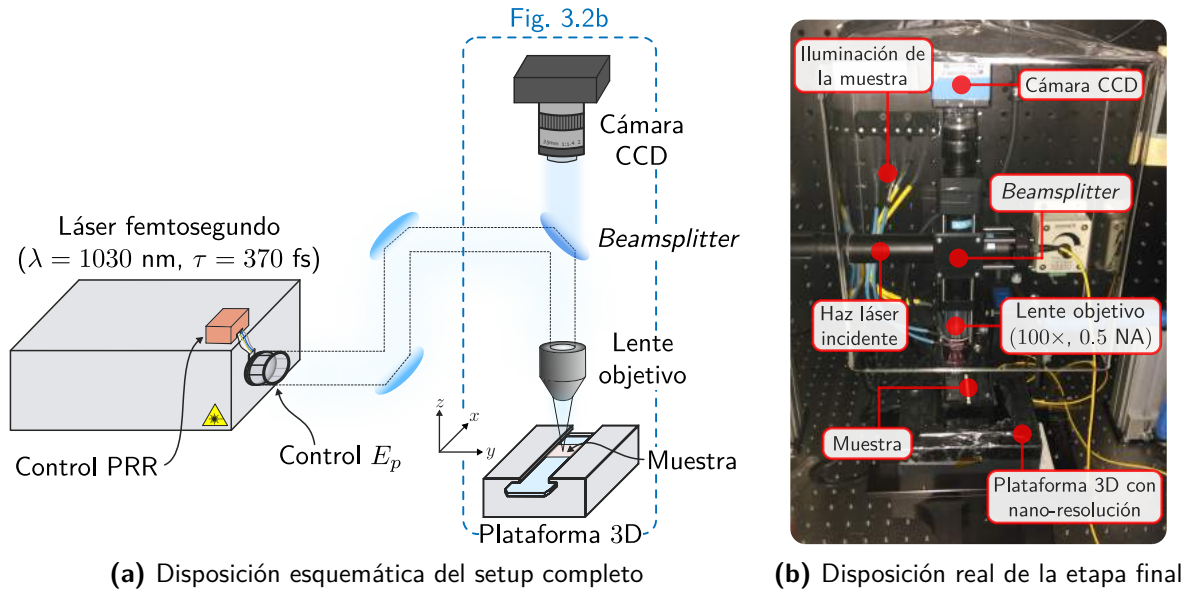 Fig. 3.2b
Cámara
CCD
Láser femtosegundo
(λ = 1030 nm, τ = 370 fs)
Beamsplitter
Lente
objetivo
z
x
y
Control PRR
Control E_p
Muestra
Plataforma 3D
(a) Disposición esquemática del setup completo
Iluminación de
la muestra
Cámara CCD
Beamsplitter
Haz láser
incidente
Lente objetivo
(100×, 0.5 NA)
Muestra
Plataforma 3D con
nano-resolución
(b) Disposición real de la etapa final